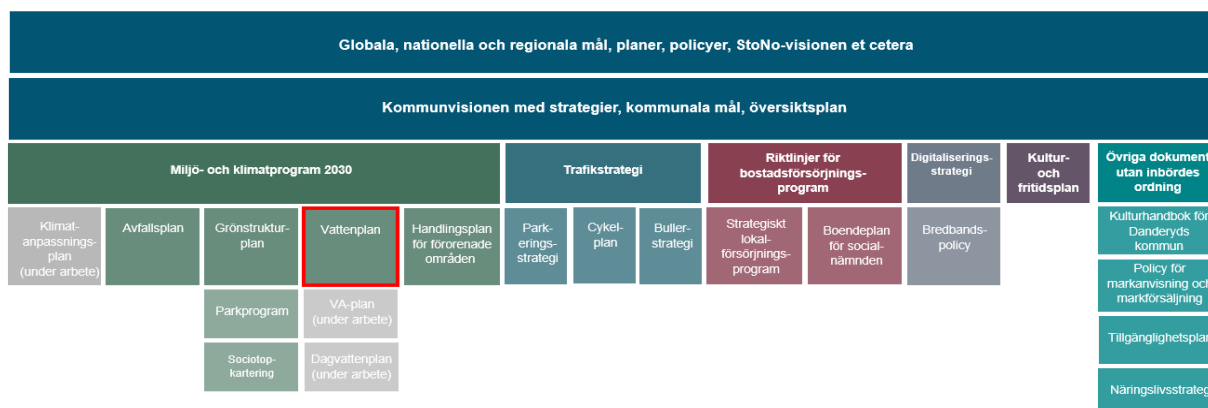 Globala, nationella och regionala mål, planer, policyer, StoNo-visionen et cetera
Kommunvisionen med strategier, kommunala mål, översiktsplan
Miljö- och klimatprogram 2030
Trafikstrategi
Riktlinjer för
bostadsförsörjnings-
program
Digitaliserings-
strategi
Kultur-
och
fritidsplan
Övriga dokument
utan inbördes
ordning
Klimat-
anpassnings-
plan
(under arbete)
Avfallsplan
Grönstruktur-
plan
Vattenplan
Handlingsplan
för förorenade
områden
Park-
erings-
strategi
Cykel-
plan
Buller-
strategi
Strategiskt
lokal-
försörjnings-
program
Boendeplan
för social-
nämnden
Bredbands-
policy
Kulturhandbok för
Danderyds
kommun
Parkprogram
VA-plan
(under arbete)
Policy för
markanvisning och
markförsäljning
Sociotop-
kartering
Dagvattenplan
(under arbete)
Tillgänglighetsplan
Näringslivsstrategi